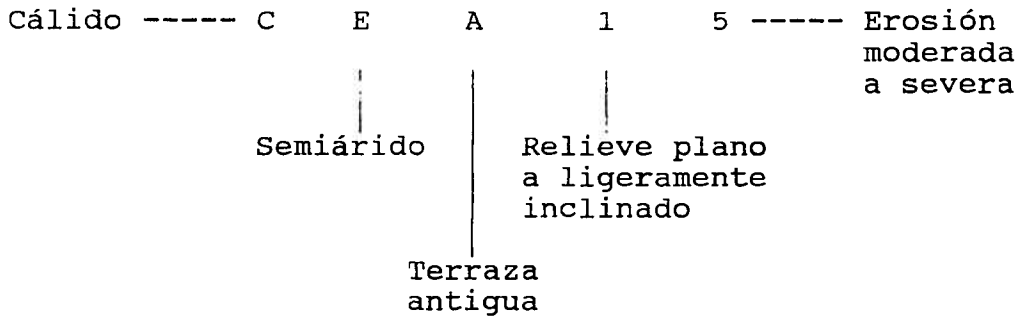 Cálido ----- C E A 1 5 ----- Erosión
moderada
a severa
Semiárido
Relieve plano
a ligeramente
inclinado
Terraza
antigua